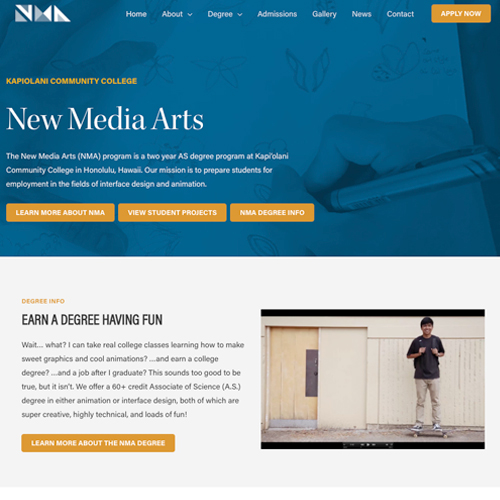 NMA
Home About Degree Admissions Gallery News Contact APPLY NOW
KAPIOLANI COMMUNITY COLLEGE
New Media Arts
The New Media Arts (NMA) program is a two year AS degree program at Kapi'olani
Community College in Honolulu, Hawaii. Our mission is to prepare students for
employment in the fields of interface design and animation.
LEARN MORE ABOUT NMA VIEW STUDENT PROJECTS NMA DEGREE INFO
DEGREE INFO
EARN A DEGREE HAVING FUN
Wait... what? I can take real college classes learning how to make
sweet graphics and cool animations? ...and earn a college
degree? ...and a job after I graduate? This sounds too good to be
true, but it isn't. We offer a 60+ credit Associate of Science (A.S.)
degree in either animation or interface design, both of which are
super creative, highly technical, and loads of fun!
LEARN MORE ABOUT THE NMA DEGREE